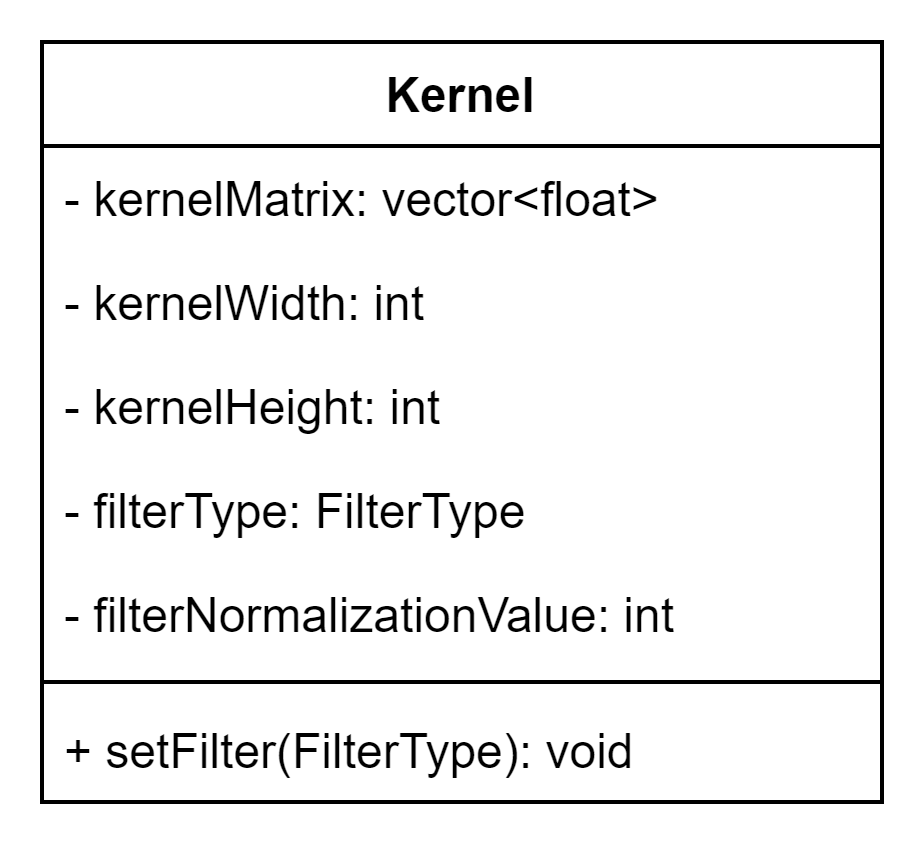 Kernel
- kernelMatrix: vector<float>
- kernelWidth: int
- kernelHeight: int
- filterType: FilterType
- filterNormalizationValue: int
+ setFilter(FilterType): void